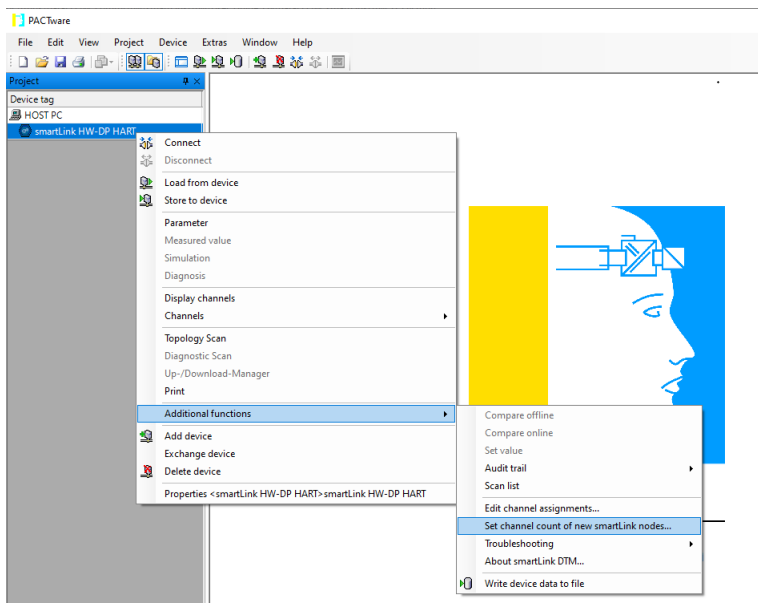 PACTware
File Edit View Project Device Extras Window Help
Project
Device tag
HOST PC
smartLink HW-DP HART
Connect
Disconnect
Load from device
Store to device
Parameter
Measured value
Simulation
Diagnosis
Display channels
Channels
Topology Scan
Diagnostic Scan
Up-/Download-Manager
Print
Additional functions
Add device
Exchange device
Delete device
Properties <smartLink HW-DP HART>smartLink HW-DP HART
Compare offline
Compare online
Set value
Audit trail
Scan list
Edit channel assignments...
Set channel count of new smartLink nodes...
Troubleshooting
About smartLink DTM...
Write device data to file